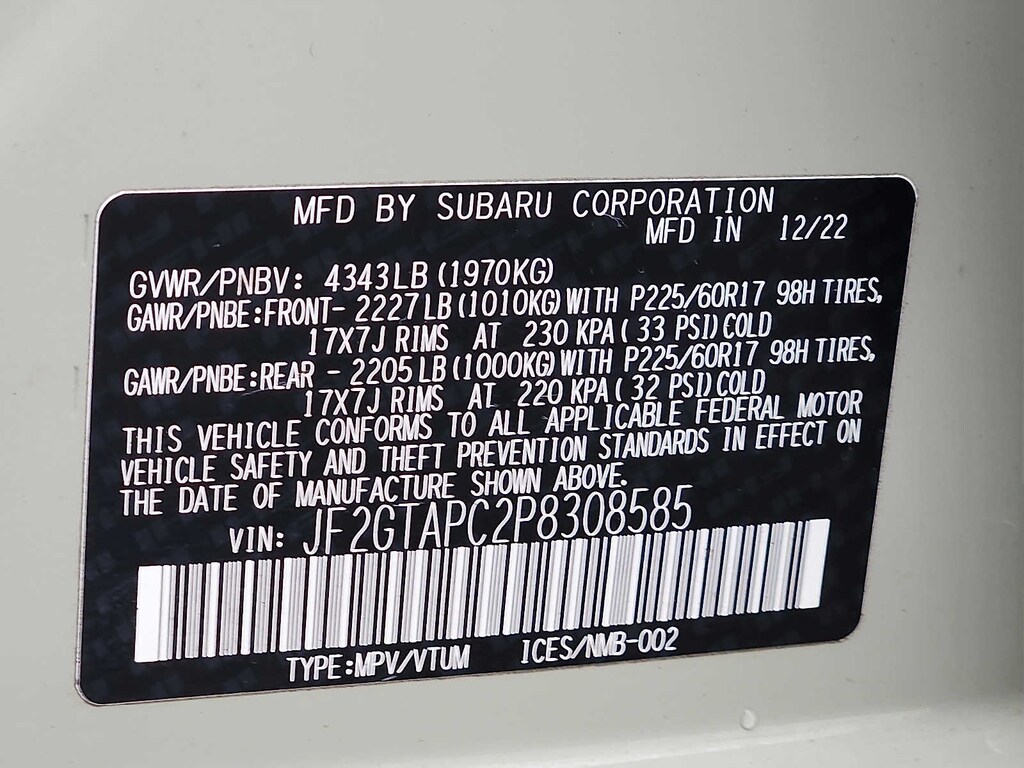 MFD BY SUBARU CORPORATION
MFD IN 12/22
GVWR/PNBV: 4343LB (1970KG)
GAWR/PNBE:FRONT- 2227LB (1010KG) WITH P225/60R17 98H TIRES,
17X7J RIMS AT 230 KPA ( 33 PSI) COLD
GAWR/PNBE:REAR - 2205LB (1000KG) WITH P225/60R17 98H TIRES,
17X7J RIMS AT 220 KPA ( 32 PSI) COLD
THIS VEHICLE CONFORMS TO ALL APPLICABLE FEDERAL MOTOR
VEHICLE SAFETY AND THEFT PREVENTION STANDARDS IN EFFECT ON
THE DATE OF MANUFACTURE SHOWN ABOVE.
VIN: JF2GTAPC2P8308585
TYPE:MPV/VTUM ICES/NMB-002